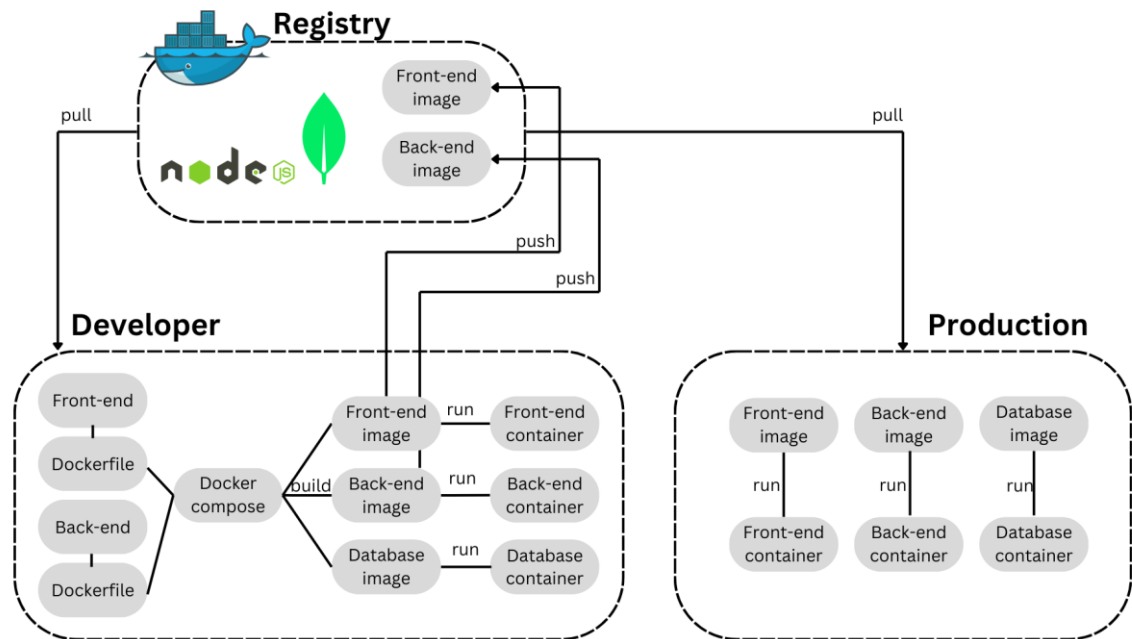 Registry
Front-end
image
Back-end
image
node
JS
pull
pull
push
push
Developer
Production
Front-end
Dockerfile
Back-end
Dockerfile
Docker
compose
build
Front-end
image
run
Front-end
container
Back-end
image
run
Back-end
container
Database
image
run
Database
container
Front-end
image
Back-end
image
Database
image
run
run
run
Front-end
container
Back-end
container
Database
container